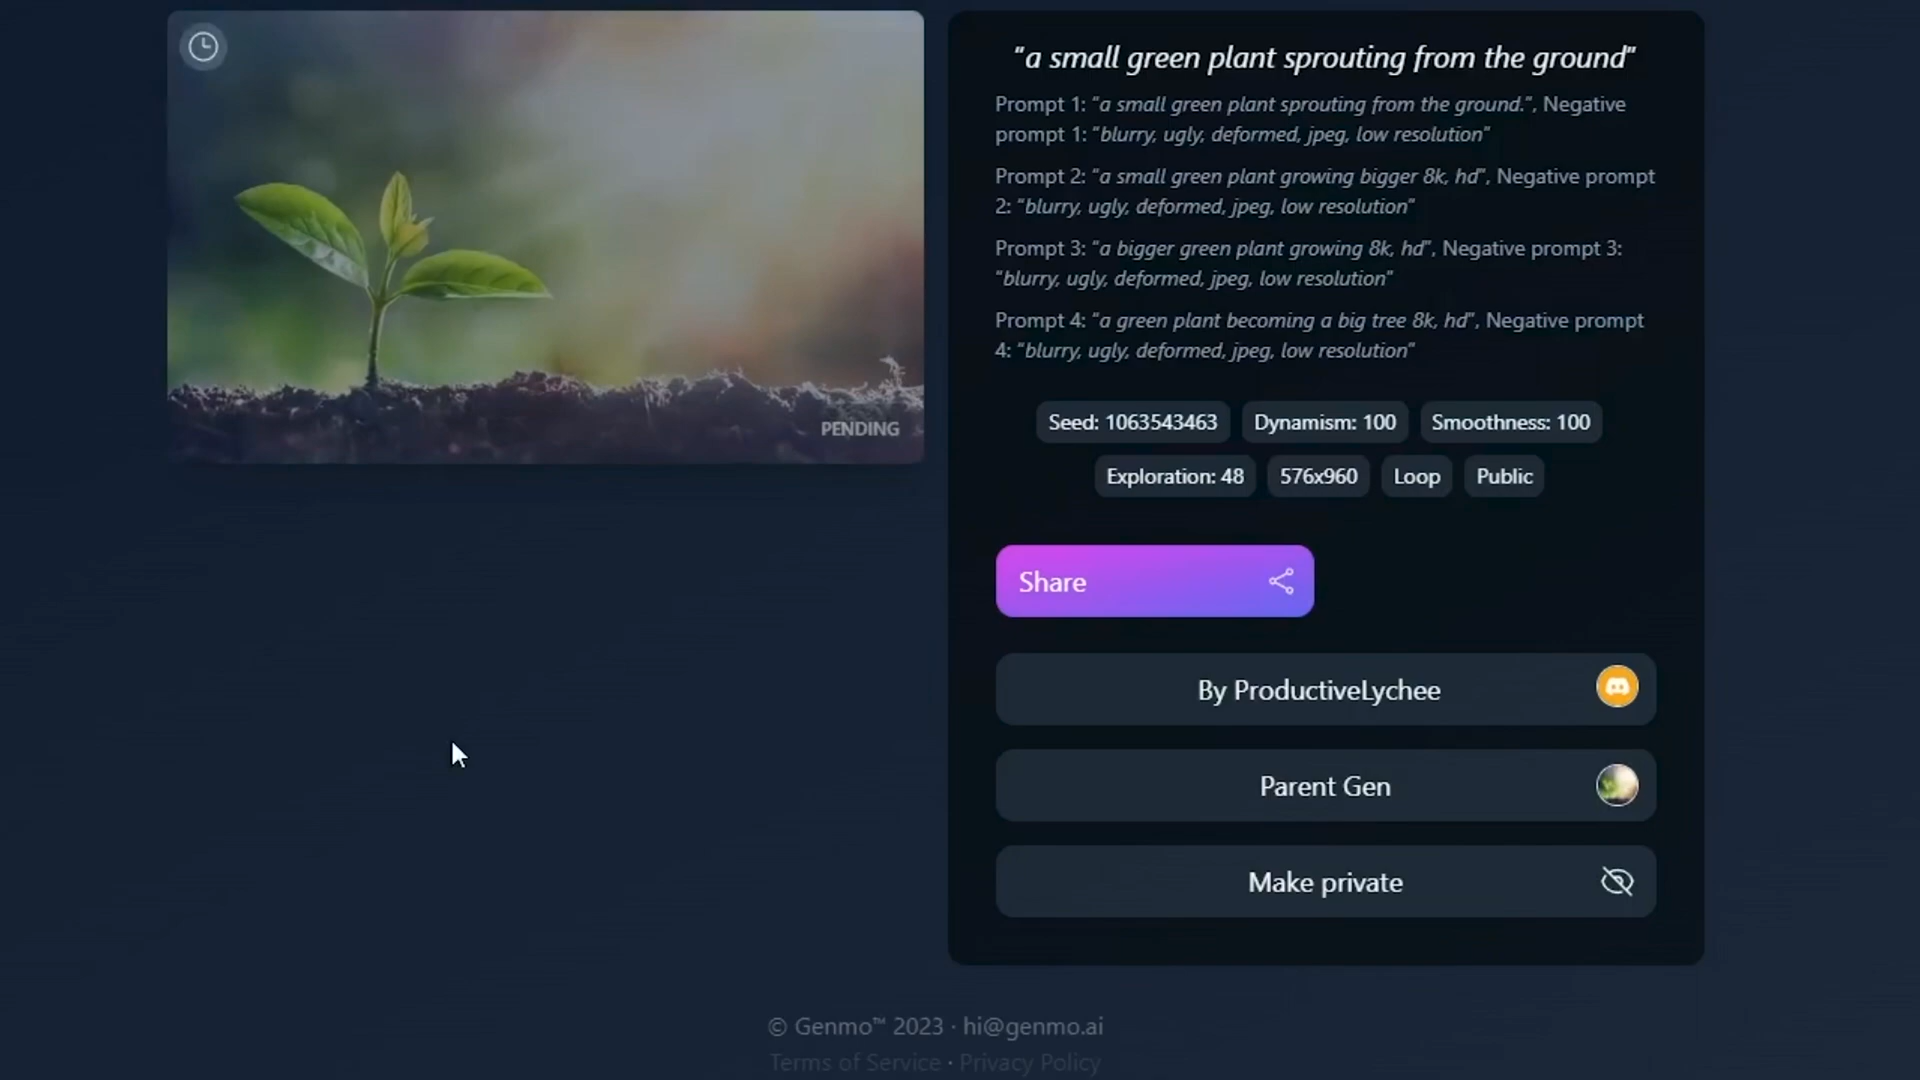 PENDING
"a small green plant sprouting from the ground"
Prompt 1: "a small green plant sprouting from the ground.", Negative
prompt 1: "blurry, ugly, deformed, jpeg, low resolution"
Prompt 2: "a small green plant growing bigger 8k, hd", Negative prompt
2: "blurry, ugly, deformed, jpeg, low resolution"
Prompt 3: "a bigger green plant growing 8k, hd", Negative prompt 3:
"blurry, ugly, deformed, jpeg, low resolution"
Prompt 4: "a green plant becoming a big tree 8k, hd", Negative prompt
4: "blurry, ugly, deformed, jpeg, low resolution"
Seed: 1063543463 Dynamism: 100 Smoothness: 100
Exploration: 48 576x960 Loop Public
Share
By ProductiveLychee
Parent Gen
Make private
© Genmo™ 2023 · hi@genmo.ai
Terms of Service · Privacy Policy